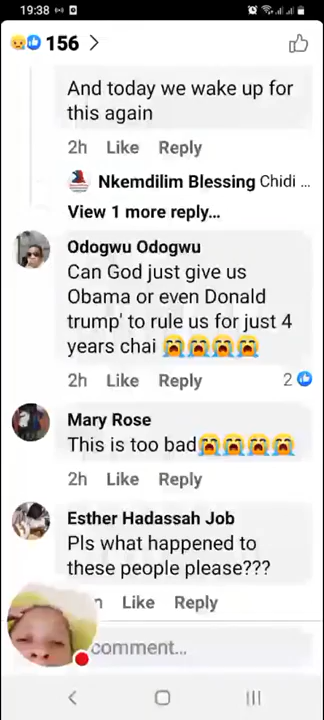 19:38
156
And today we wake up for
this again
2h Like Reply
Nkemdilim Blessing Chidi ...
View 1 more reply...
Odogwu Odogwu
Can God just give us
Obama or even Donald
trump' to rule us for just 4
years chai 😭😭😭😭
2h Like Reply 2
Mary Rose
This is too bad😭😭😭😭
2h Like Reply
Esther Hadassah Job
Pls what happened to
these people please???
Like Reply
comment...